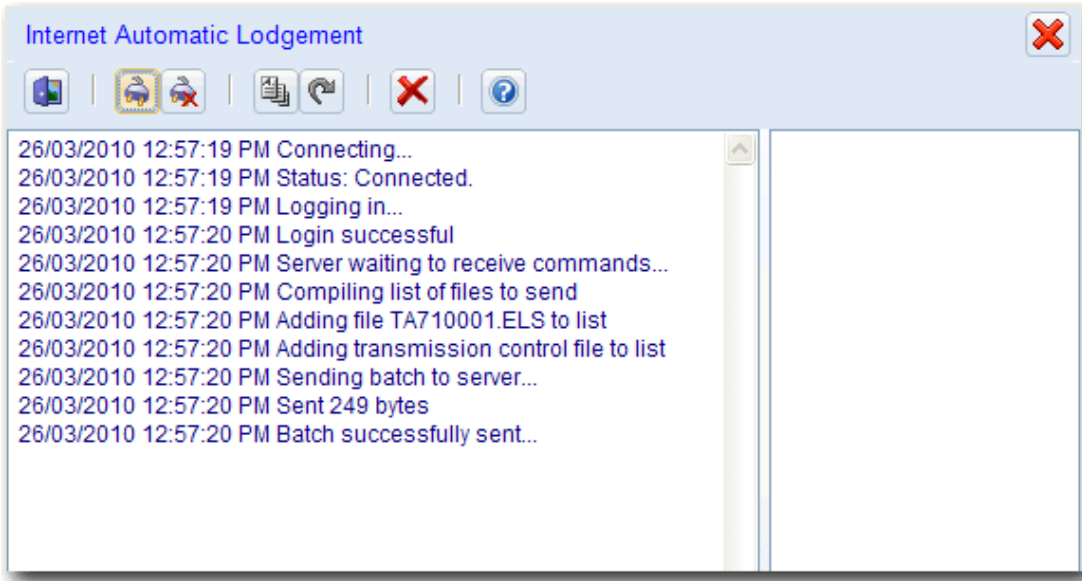 Internet Automatic Lodgement
26/03/2010 12:57:19 PM Connecting...
26/03/2010 12:57:19 PM Status: Connected.
26/03/2010 12:57:19 PM Logging in...
26/03/2010 12:57:20 PM Login successful
26/03/2010 12:57:20 PM Server waiting to receive commands...
26/03/2010 12:57:20 PM Compiling list of files to send
26/03/2010 12:57:20 PM Adding file TA710001.ELS to list
26/03/2010 12:57:20 PM Adding transmission control file to list
26/03/2010 12:57:20 PM Sending batch to server...
26/03/2010 12:57:20 PM Sent 249 bytes
26/03/2010 12:57:20 PM Batch successfully sent...